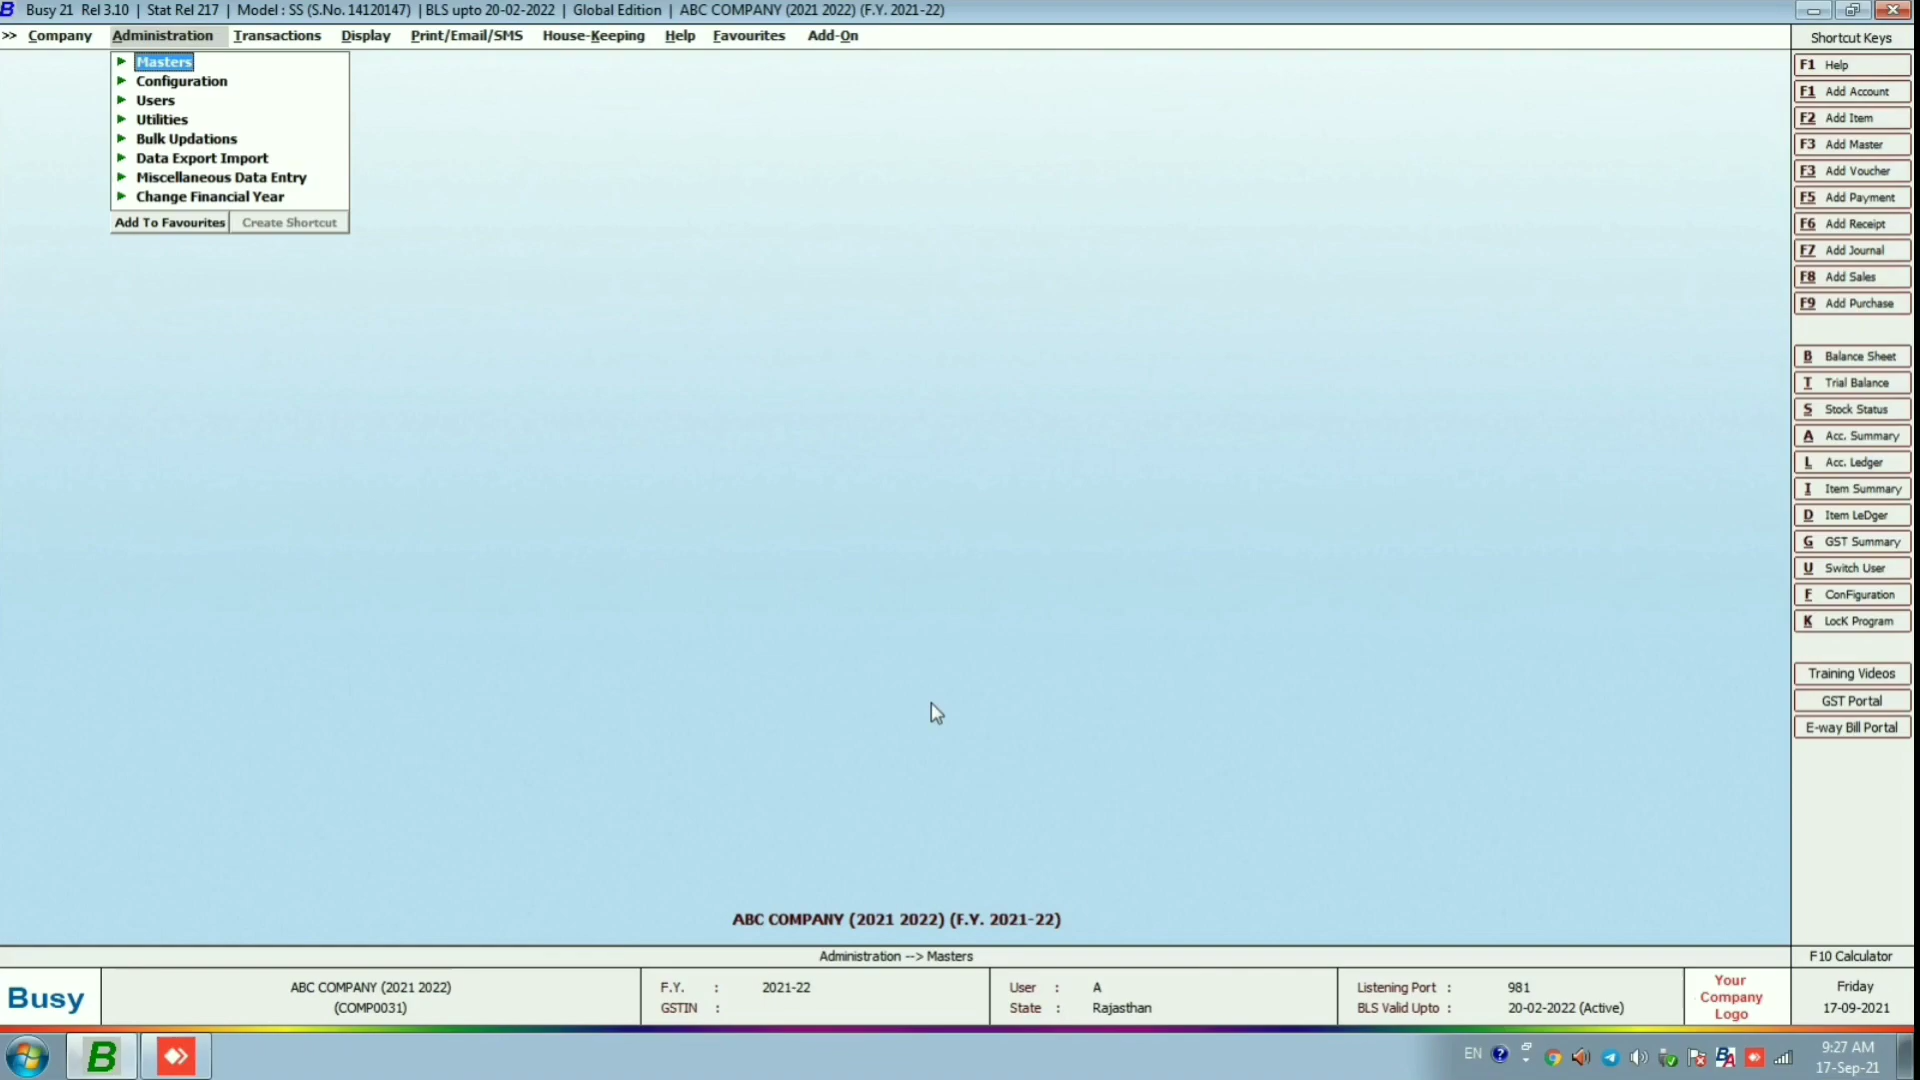 Busy 21 Rel 3.10 | Stat Rel 217 | Model : SS (S.No. 14120147) | BLS upto 20-02-2022 | Global Edition | ABC COMPANY (2021 2022) (F.Y. 2021-22)
>> Company Administration Transactions Display Print/Email/SMS House-Keeping Help Favourites Add-On
Masters
Configuration
Users
Utilities
Bulk Updations
Data Export Import
Miscellaneous Data Entry
Change Financial Year
Add To Favourites Create Shortcut
Shortcut Keys
F1 Help
F1 Add Account
F2 Add Item
F3 Add Master
F3 Add Voucher
F5 Add Payment
F6 Add Receipt
F7 Add Journal
F8 Add Sales
F9 Add Purchase
B Balance Sheet
T Trial Balance
S Stock Status
A Acc. Summary
L Acc. Ledger
I Item Summary
D Item LeDger
G GST Summary
U Switch User
F ConFiguration
K LocK Program
Training Videos
GST Portal
E-way Bill Portal
ABC COMPANY (2021 2022) (F.Y. 2021-22)
Administration --> Masters
F10 Calculator
Busy
ABC COMPANY (2021 2022)
(COMP0031)
F.Y. : 2021-22
GSTIN :
User : A
State : Rajasthan
Listening Port : 981
BLS Valid Upto : 20-02-2022 (Active)
Your
Company
Logo
Friday
17-09-2021
EN
9:27 AM
17-Sep-21